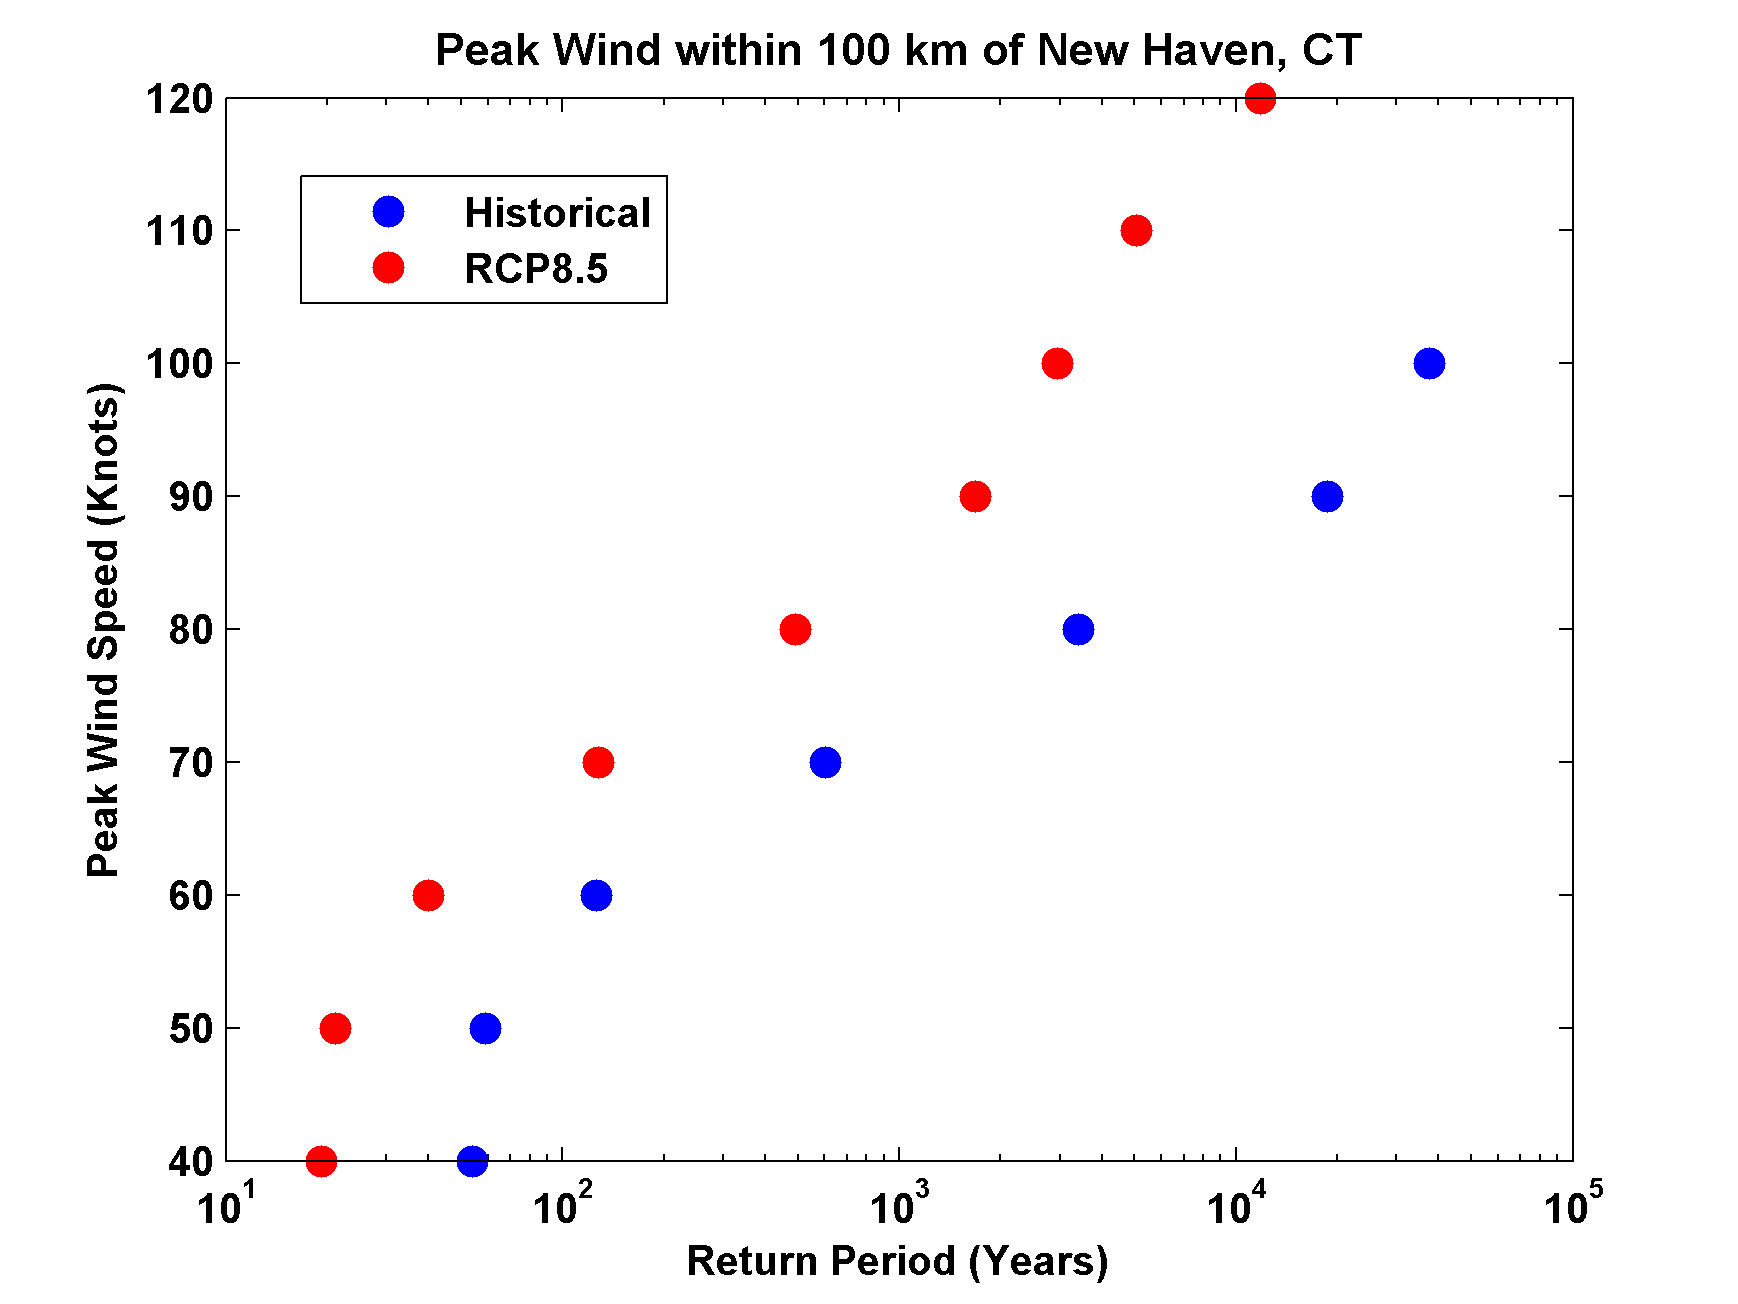 Peak Wind within 100 km of New Haven, CT
120
110
100
90
80
70
60
50
40
Peak Wind Speed (Knots)
Historical
RCP8.5
10¹ 10² 10³ 10⁴ 10⁵
Return Period (Years)